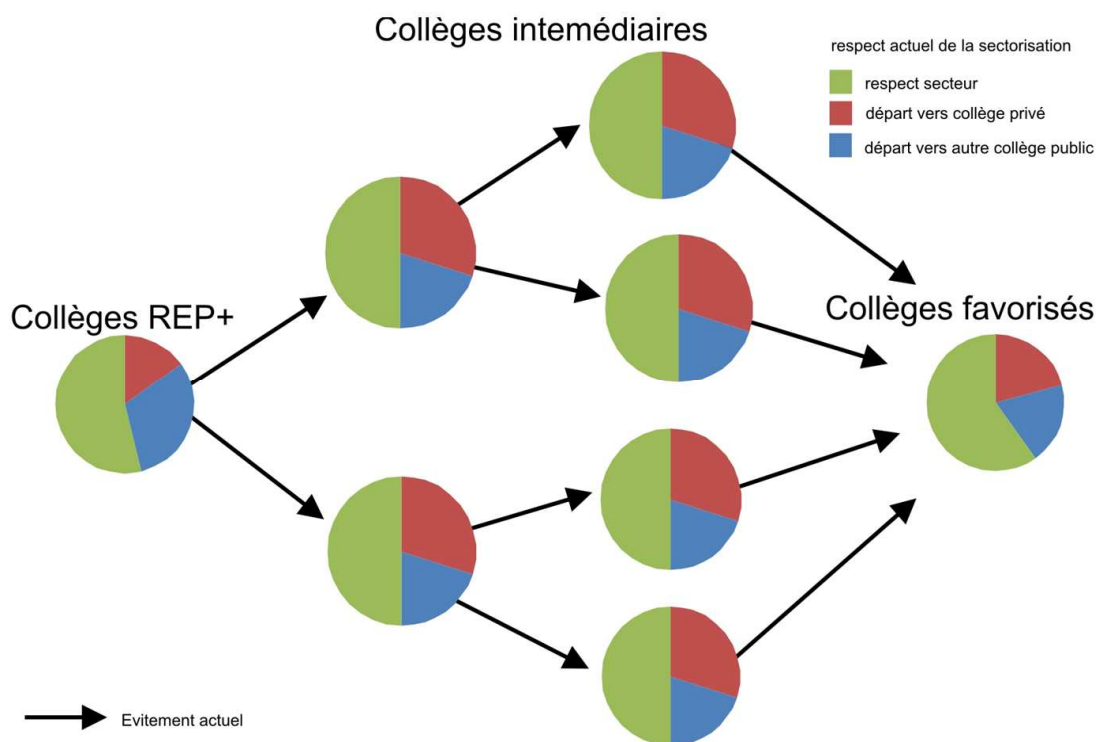 Collèges intemédiaires
respect actuel de la sectorisation
respect secteur
départ vers collège privé
départ vers autre collège public
Collèges REP+
Collèges favorisés
Evitement actuel